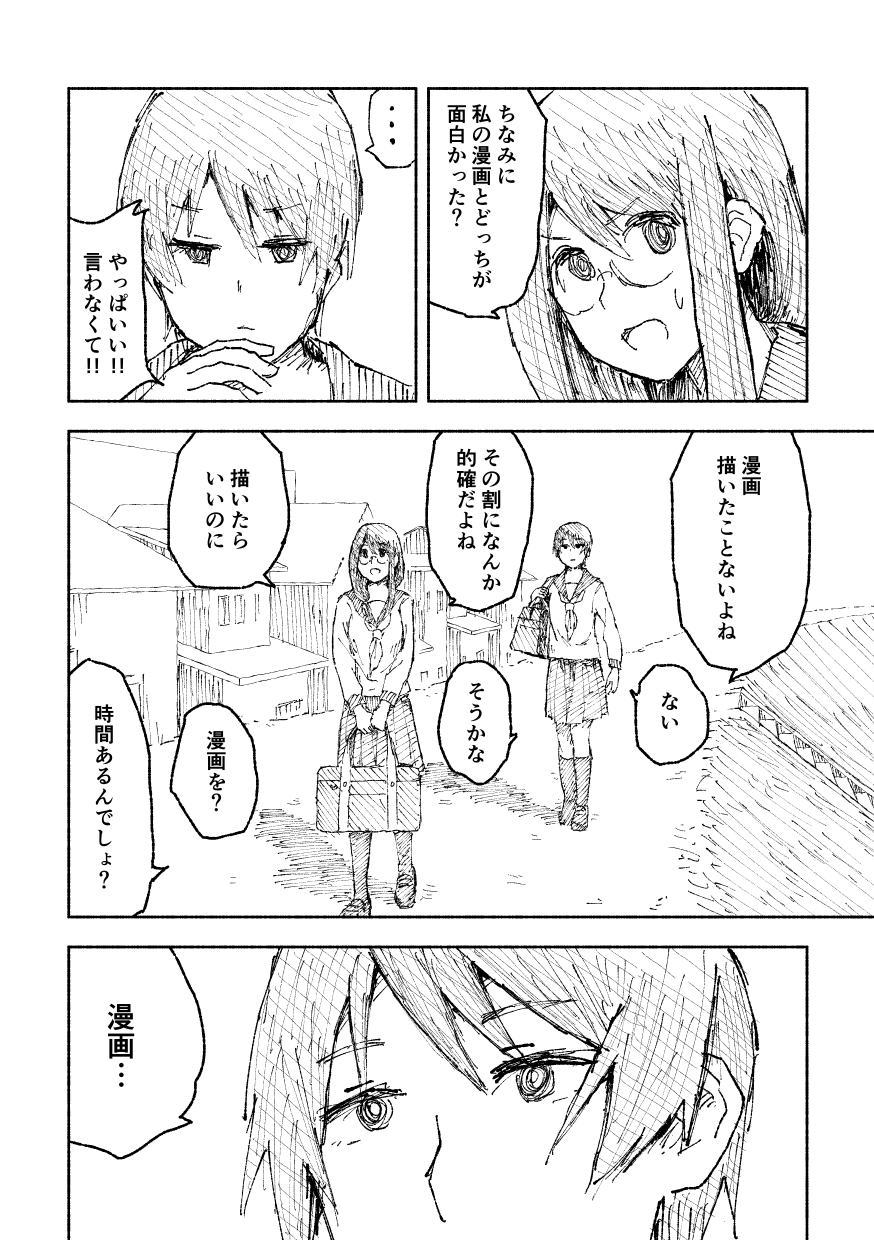 ちなみに
私の漫画とどっちが
面白かった?
・・・
やっぱいい!!
言わなくて!!
漫画
描いたことないよね
ない
その割になんか
的確だよね
そうかな
描いたら
いいのに
漫画を?
時間あるんでしょ?
漫画…